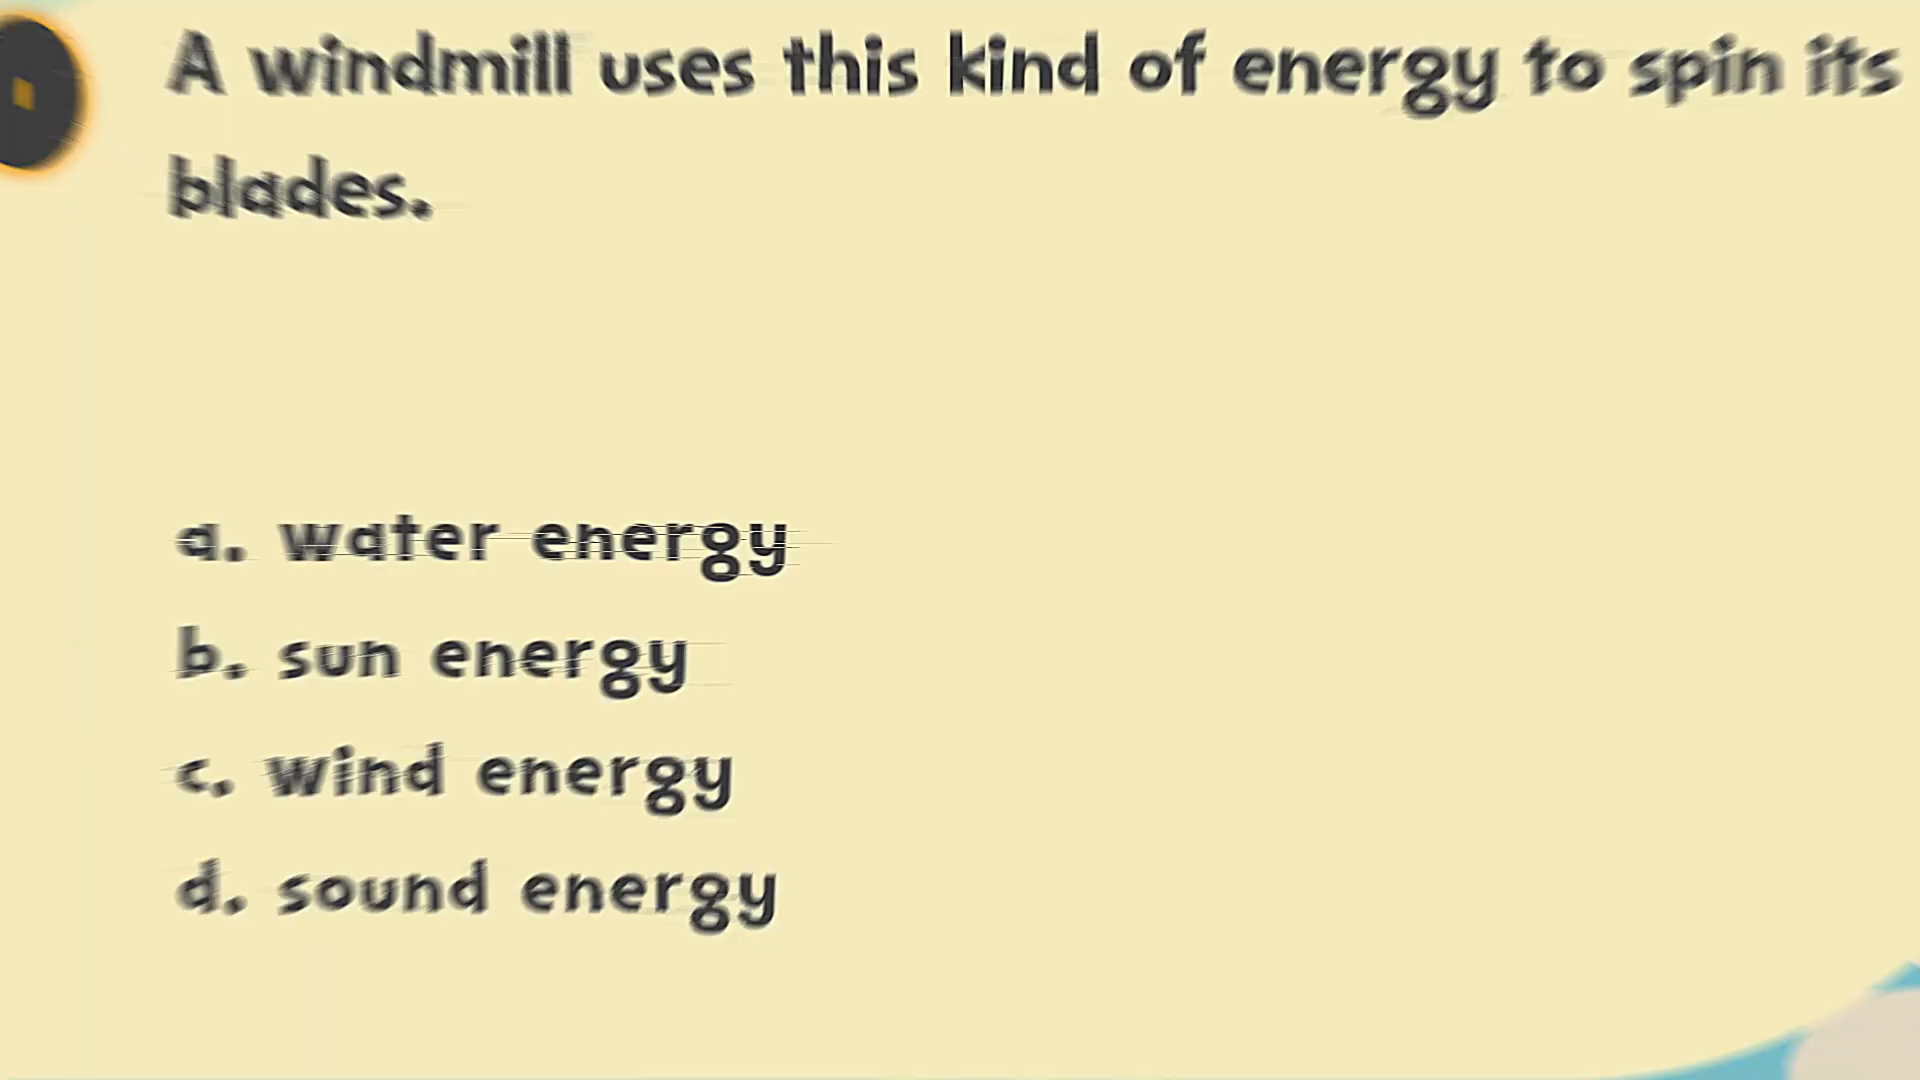 A windmill uses this kind of energy to spin its
blades.
a. water energy
b. sun energy
c. wind energy
d. sound energy